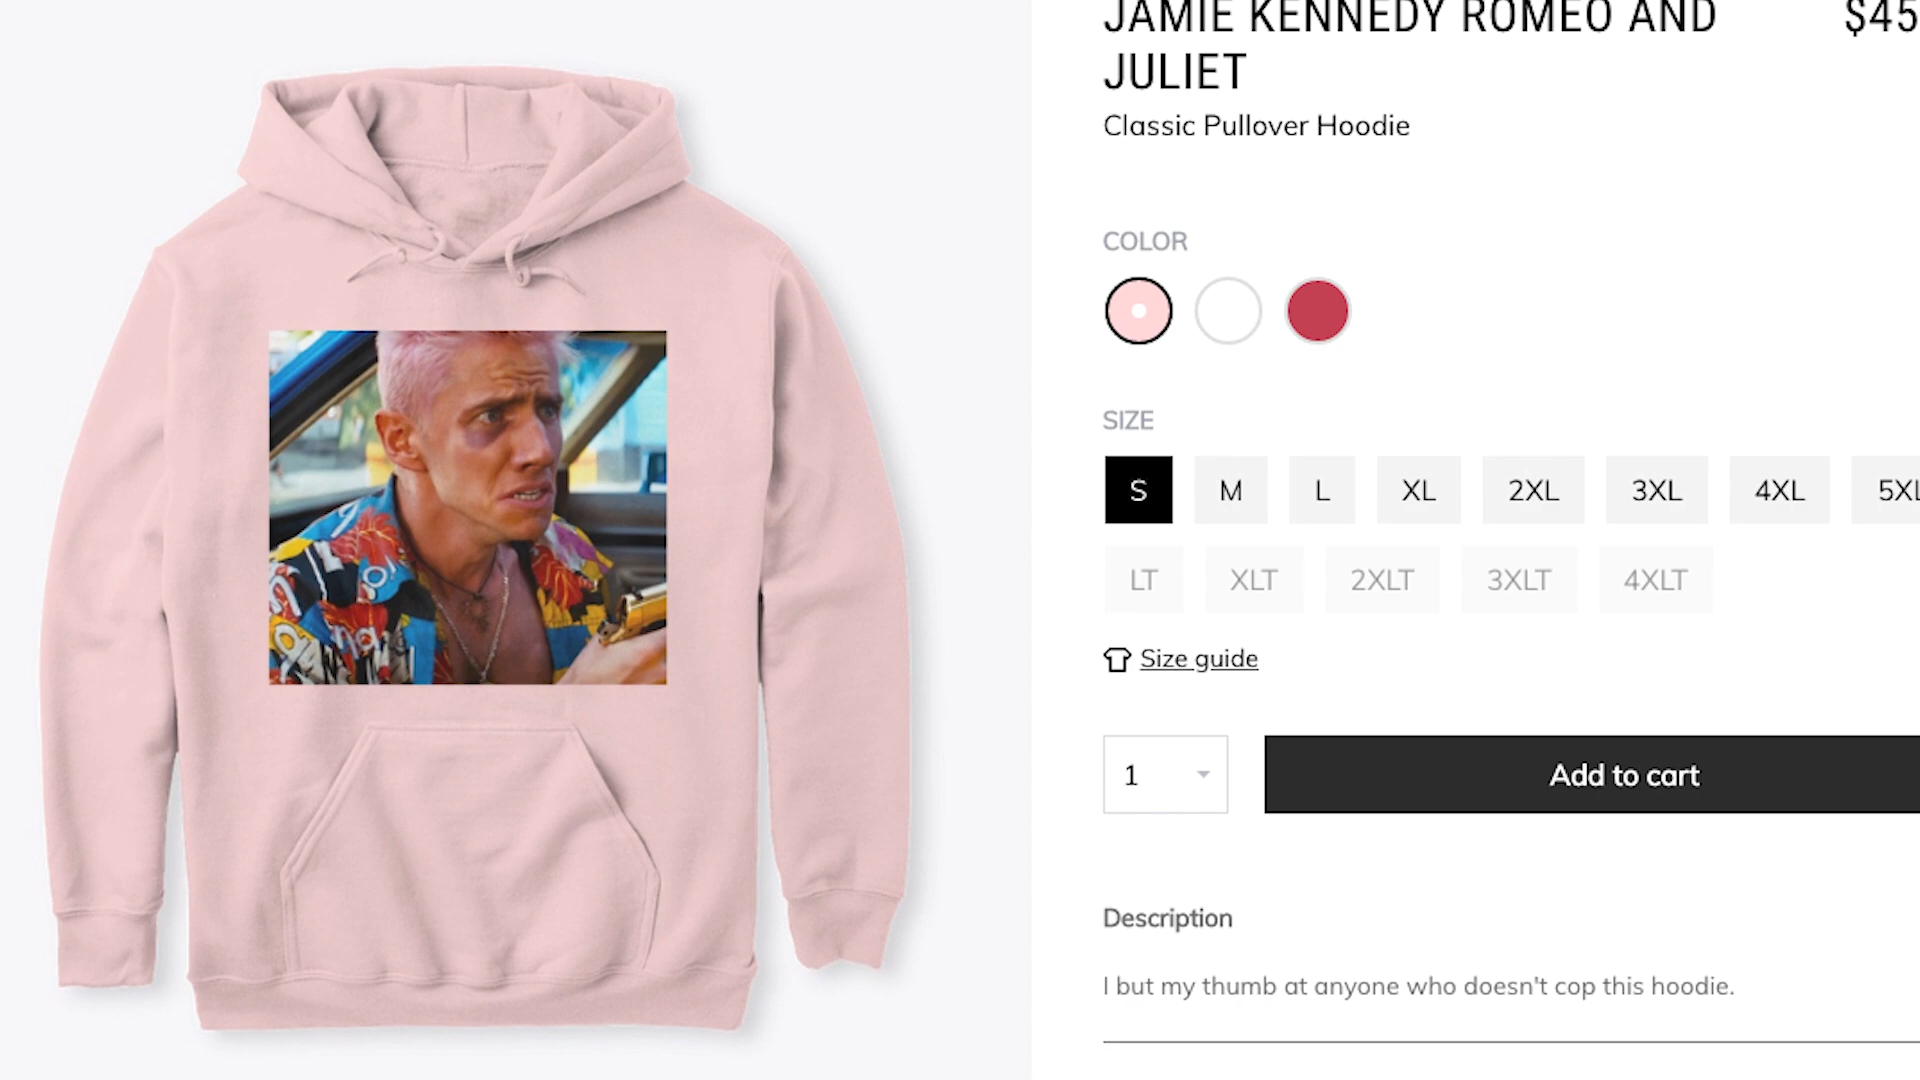 JAMIE KENNEDY ROMEO AND
$45
JULIET
Classic Pullover Hoodie
COLOR
SIZE
S M L XL 2XL 3XL 4XL 5XL
LT XLT 2XLT 3XLT 4XLT
Size guide
1
Add to cart
Description
I but my thumb at anyone who doesn't cop this hoodie.